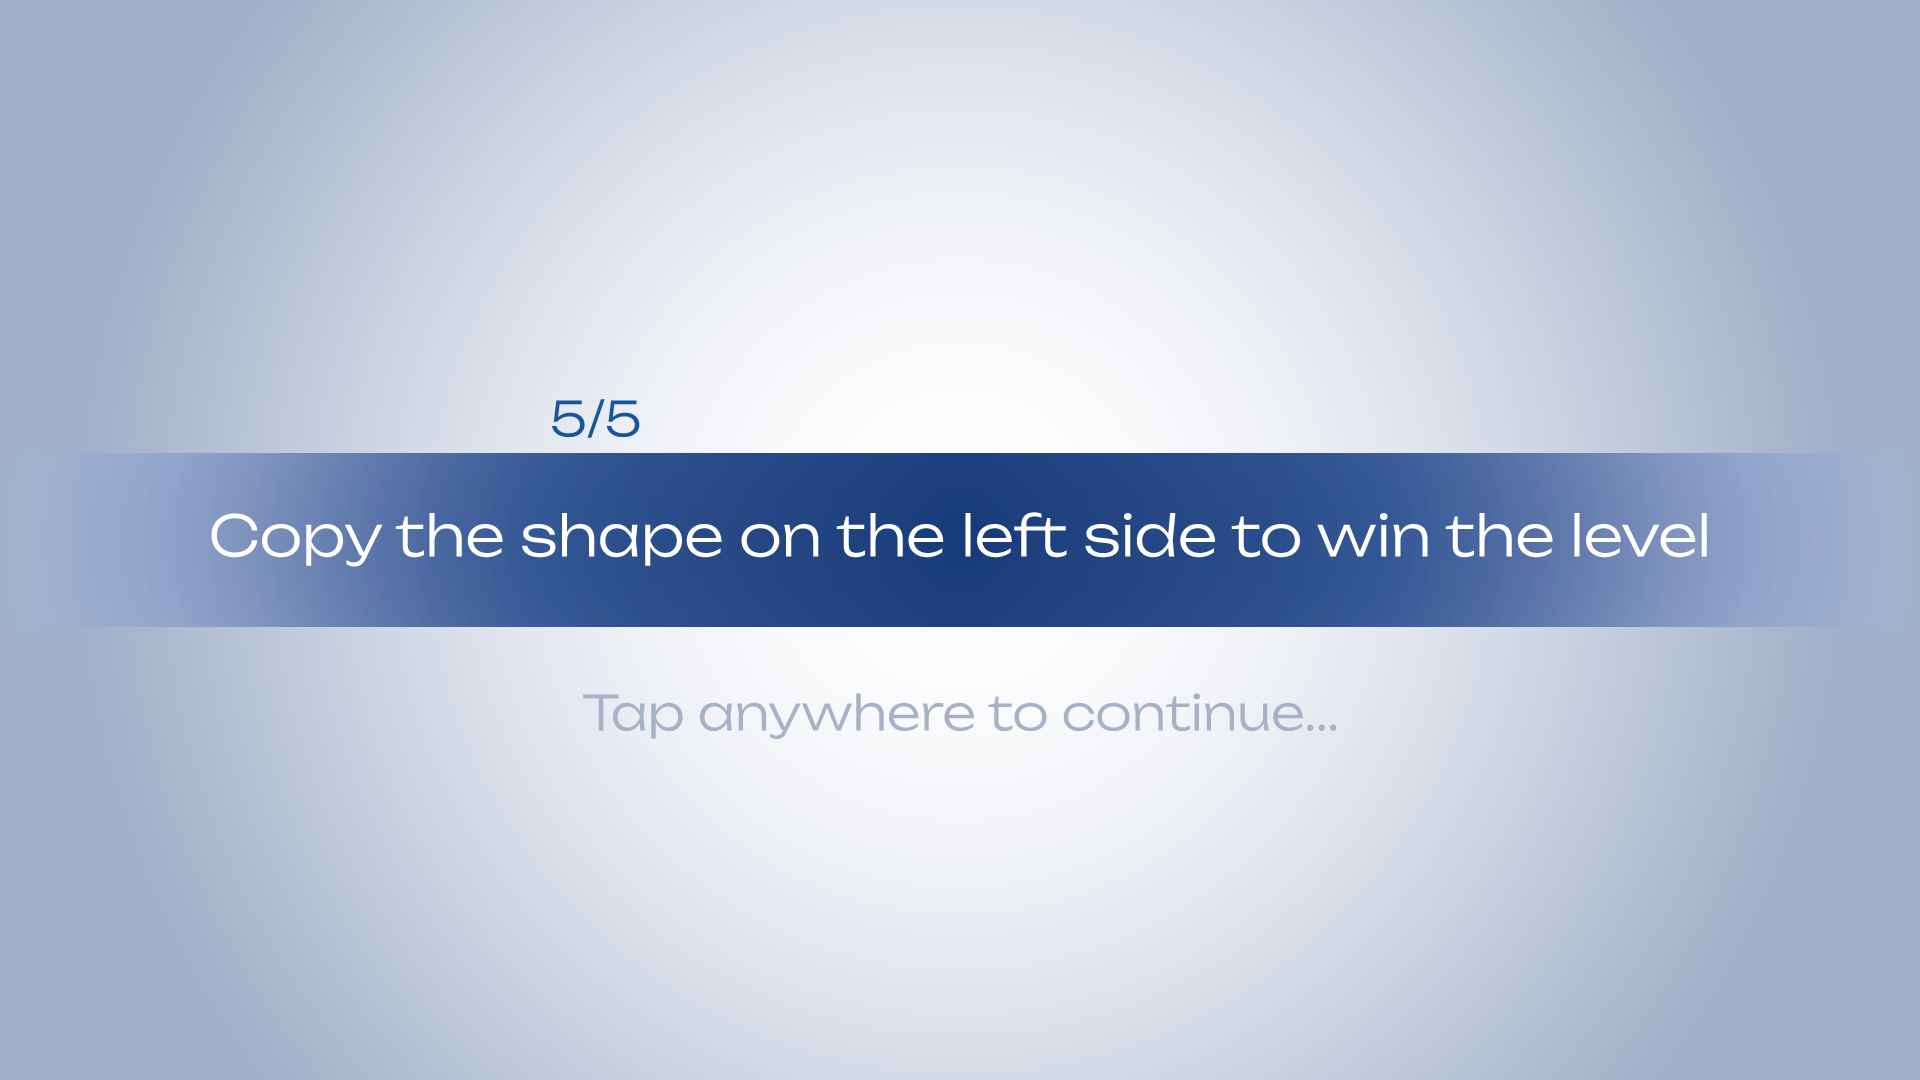 5/5
Copy the shape on the left side to win the level
Tap anywhere to continue...